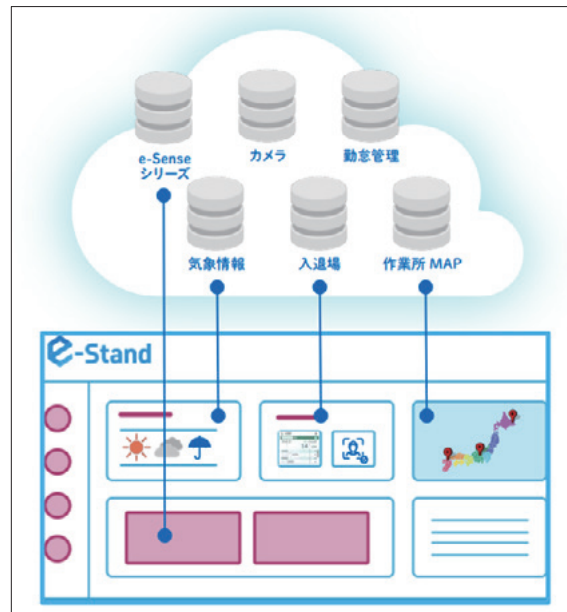 e-Sense
シリーズ
カメラ
勤怠管理
気象情報
入退場
作業所 MAP
e-Stand